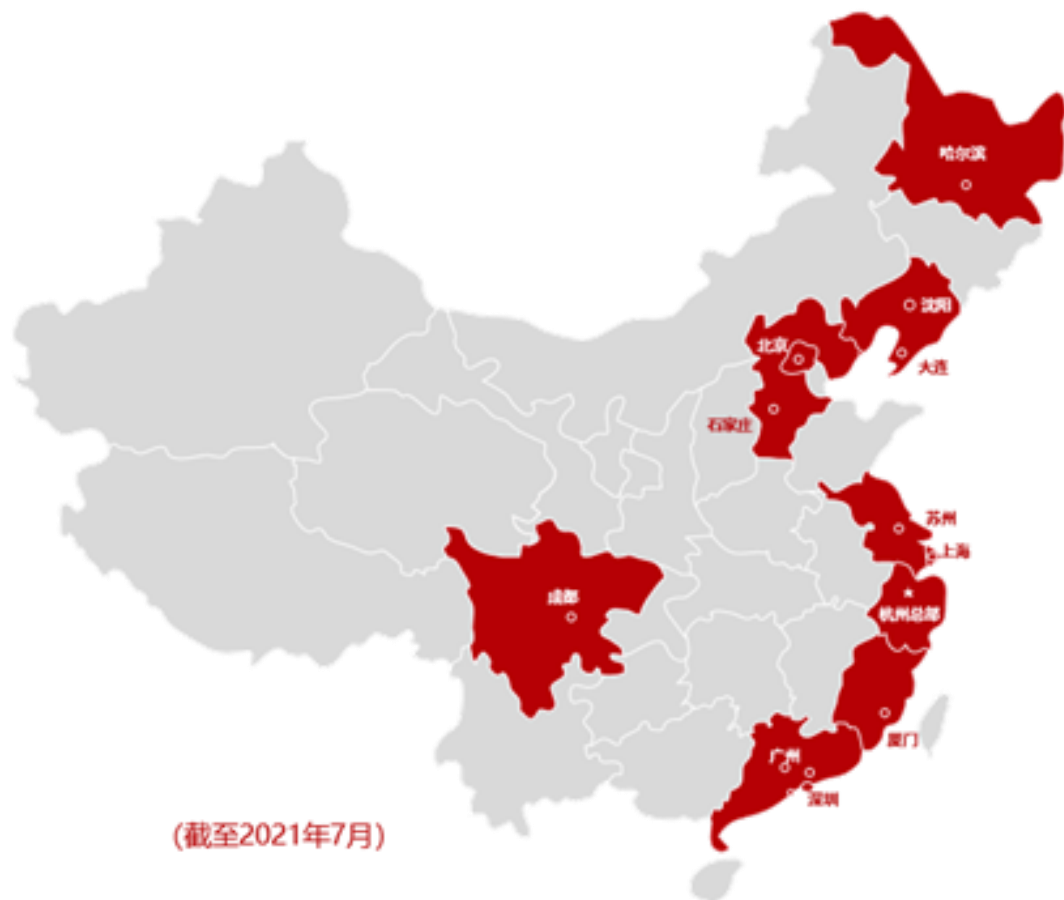 哈尔滨
沈阳
北京
大连
石家庄
苏州
上海
成都
杭州总部
厦门
广州
深圳
(截至2021年7月)